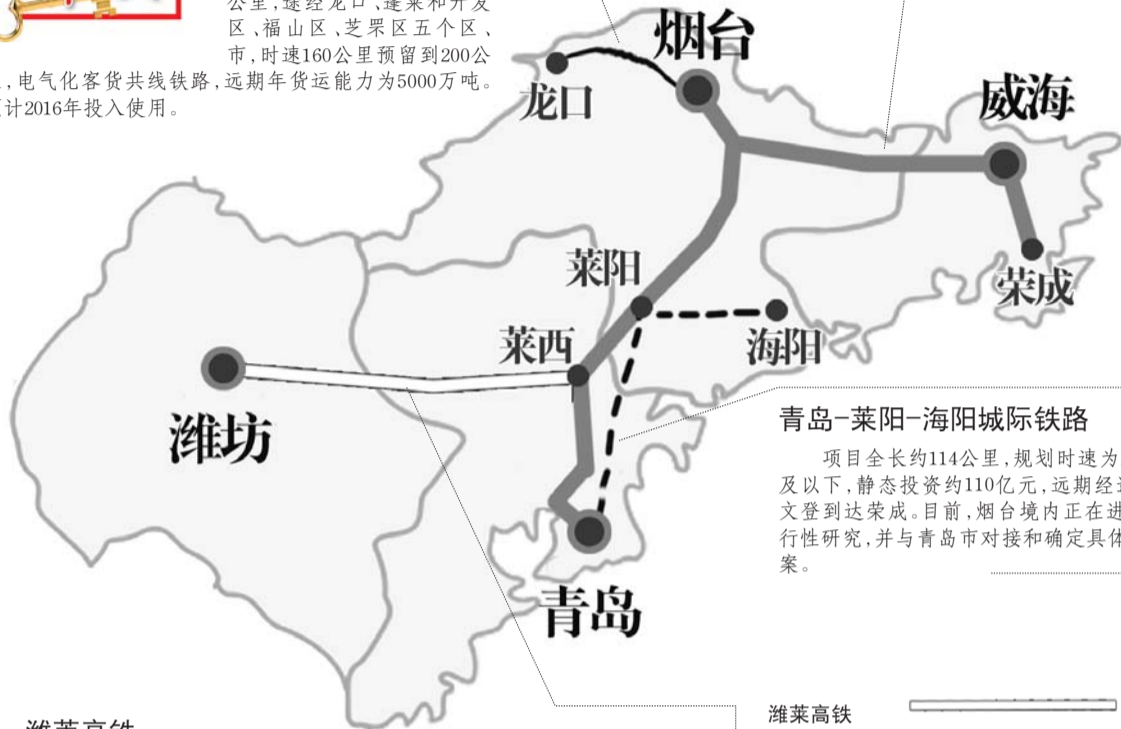 公里,途经龙口、蓬莱和开发
区、福山区、芝罘区五个区、
市,时速160公里预留到200公
,电气化客货共线铁路,远期年货运能力为5000万吨。
计2016年投入使用。
烟台
龙口
威海
荣成
莱阳
海阳
莱西
潍坊
青岛
青岛-莱阳-海阳城际铁路
项目全长约114公里,规划时速为
及以下,静态投资约110亿元,远期经
文登到达荣成。目前,烟台境内正在进
行性研究,并与青岛市对接和确定具体
案。
潍莱高铁
潍莱高铁